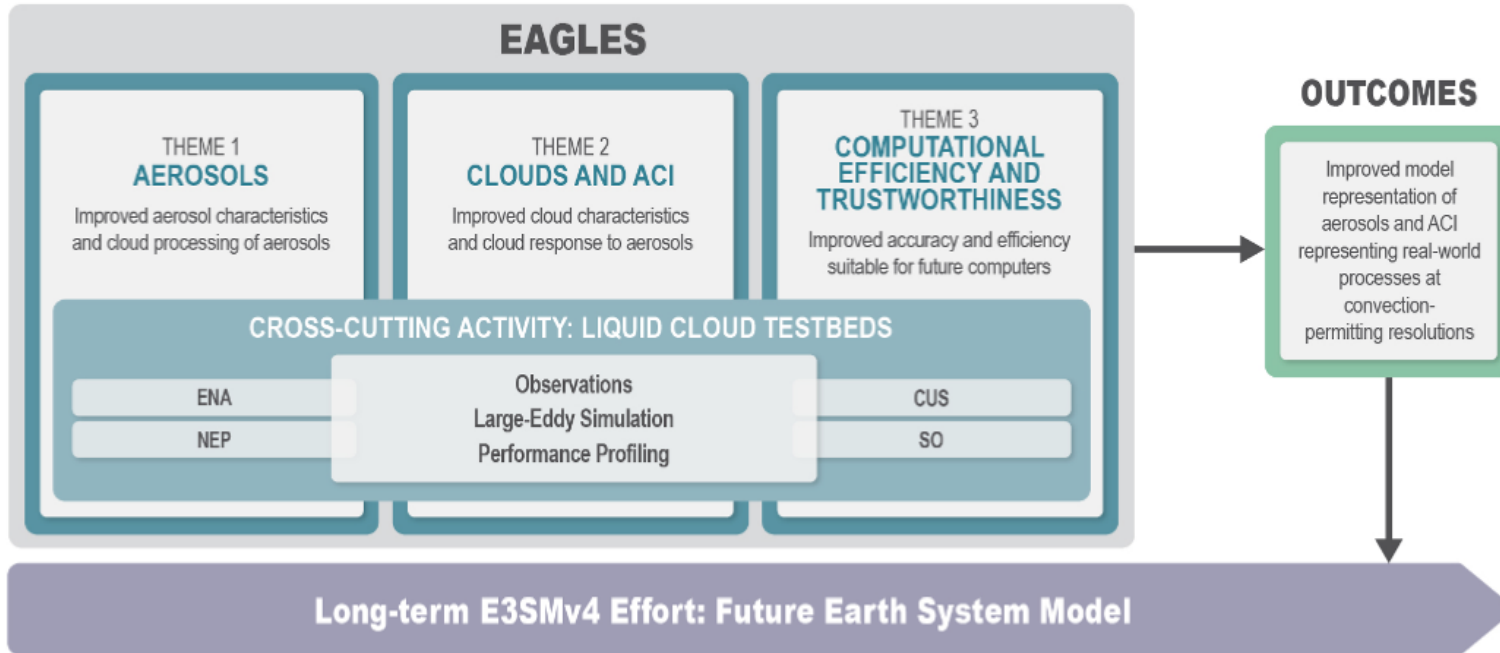 EAGLES
THEME 1
AEROSOLS
Improved aerosol characteristics
and cloud processing of aerosols
THEME 2
CLOUDS AND ACI
Improved cloud characteristics
and cloud response to aerosols
THEME 3
COMPUTATIONAL
EFFICIENCY AND
TRUSTWORTHINESS
Improved accuracy and efficiency
suitable for future computers
CROSS-CUTTING ACTIVITY: LIQUID CLOUD TESTBEDS
ENA
NEP
Observations
Large-Eddy Simulation
Performance Profiling
CUS
SO
OUTCOMES
Improved model
representation of
aerosols and ACI
representing real-world
processes at
convection-
permitting resolutions
Long-term E3SMv4 Effort: Future Earth System Model